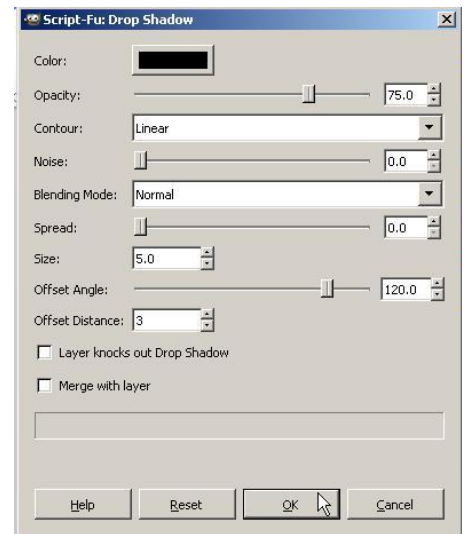 Script-Fu: Drop Shadow
Color:
Opacity: 75.0
Contour: Linear
Noise: 0.0
Blending Mode: Normal
Spread: 0.0
Size: 5.0
Offset Angle: 120.0
Offset Distance: 3
Layer knocks out Drop Shadow
Merge with layer
Help Reset OK Cancel